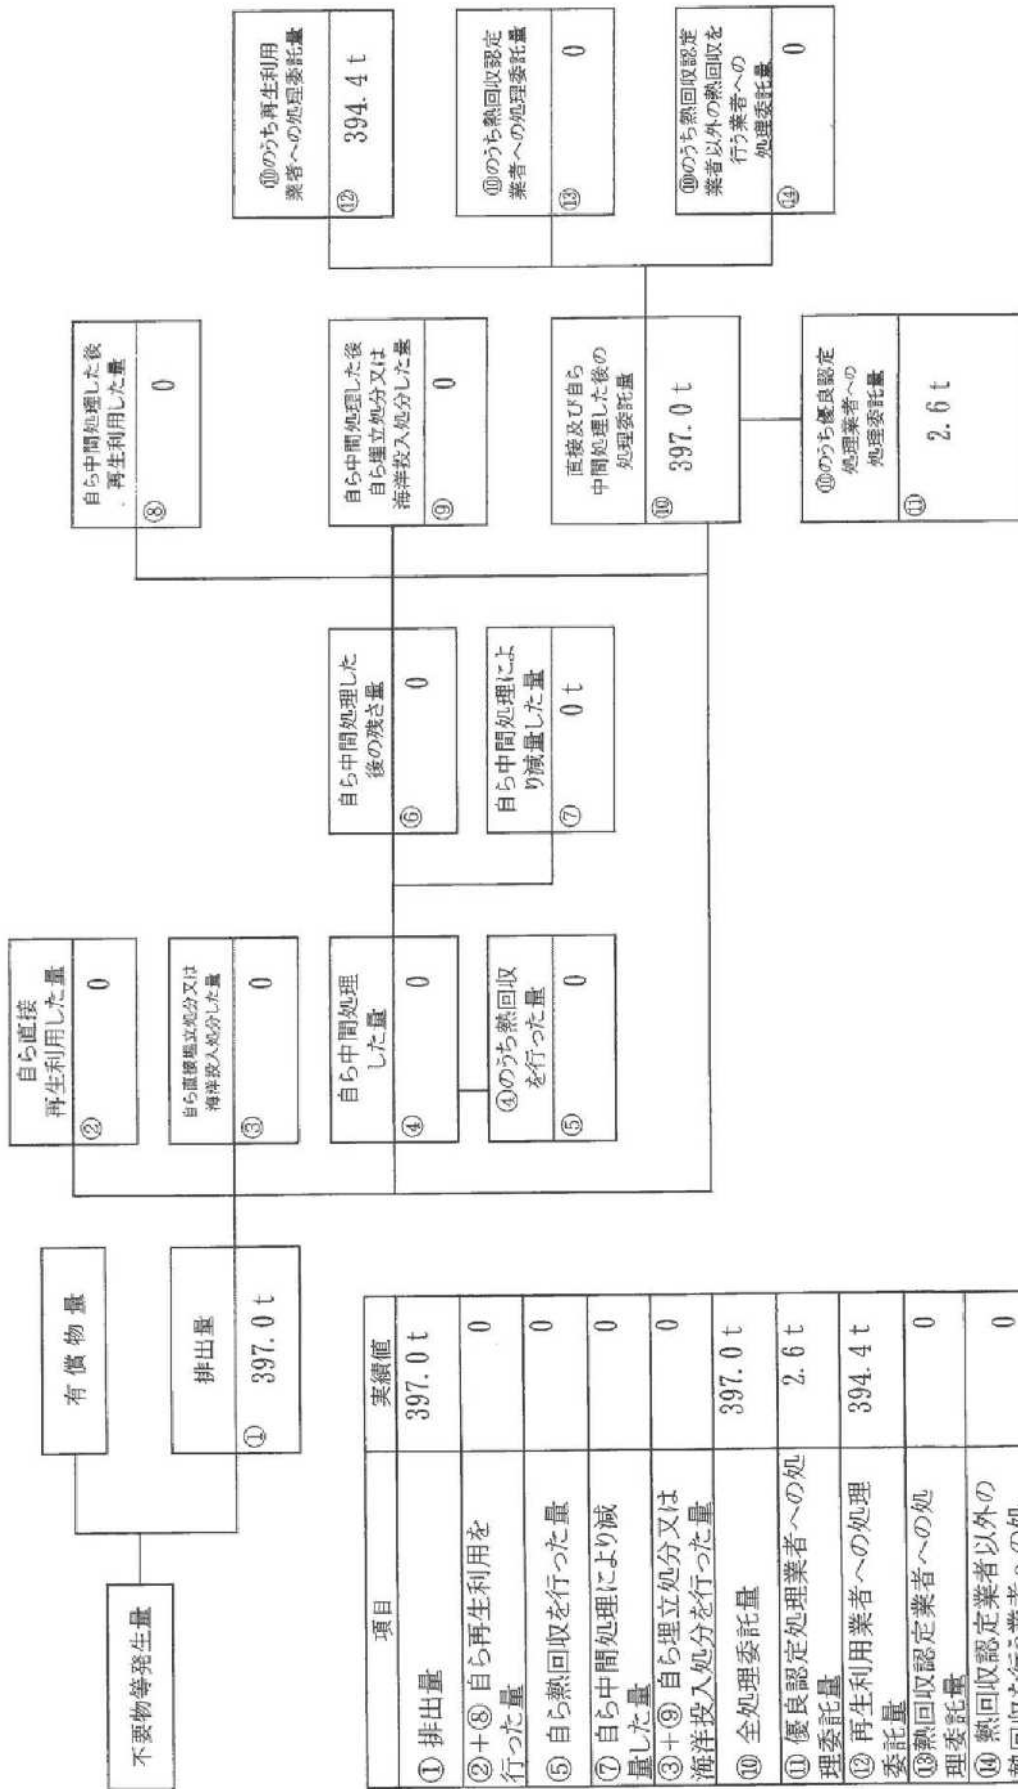 不要物等発生量
有 償 物 量
排出量
① 397.0 t
自ら直接
再生利用した量
② 0
自ら直接埋立処分又は
海洋投入処分した量
③ 0
自ら中間処理
した量
④ 0
④のうち熱回収
を行った量
⑤ 0
自ら中間処理した
後の残さ量
⑥ 0
自ら中間処理によ
り減量した量
⑦ 0 t
自ら中間処理した後
再生利用した量
⑧ 0
自ら中間処理した後
自ら埋立処分又は
海洋投入処分した量
⑨ 0
直接及び自ら
中間処理した後の
処理委託量
⑩ 397.0 t
⑩のうち優良認定
処理業者への
処理委託量
⑪ 2.6 t
⑩のうち再生利用
業者への処理委託量
⑫ 394.4 t
⑩のうち熱回収認定
業者への処理委託量
⑬ 0
⑩のうち熱回収認定
業者以外の熱回収を
行う業者への
処理委託量
⑭ 0
項目 実績値
① 排出量 397.0 t
②+⑧ 自ら再生利用を
行った量 0
⑤ 自ら熱回収を行った量 0
⑦ 自ら中間処理により減
量した量 0
③+⑨ 自ら埋立処分又は
海洋投入処分を行った量 0
⑩ 全処理委託量 397.0 t
⑪ 優良認定処理業者への処
理委託量 2.6 t
⑫ 再生利用業者への処理
委託量 394.4 t
⑬熱回収認定業者への処
理委託量 0
⑭ 熱回収認定業者以外の
熱回収を行う業者への処 0